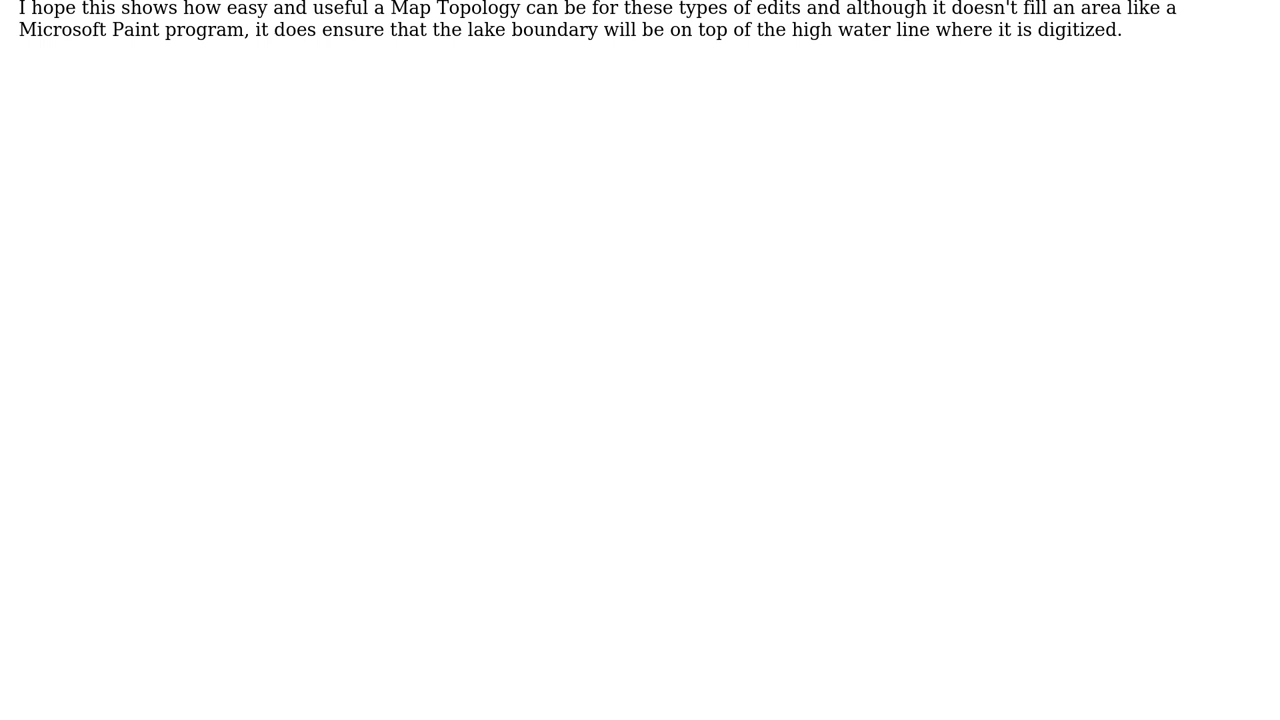 I hope this shows how easy and useful a Map Topology can be for these types of edits and although it doesn't fill an area like a
Microsoft Paint program, it does ensure that the lake boundary will be on top of the high water line where it is digitized.